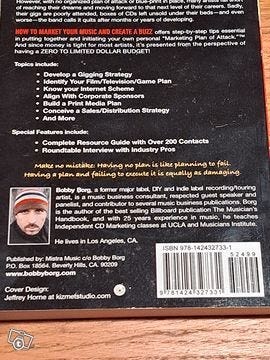 However, with no organized plan of attack or blue-print in place, many artists fall short
when reaching their dreams and moving forward to that next level of their careers. Sadly,
their gigs are poorly attended, boxes of CDs left unsold under their beds—and even
worse—the band calls it quits after months or years of developing.
HOW TO MARKET YOUR MUSIC AND CREATE A BUZZ offers step-by-step tips essential
in putting together and initiating your own personal "Marketing Plan of Attack,"™
And since money is tight for most artists, it's presented from the perspective of
having a ZERO TO LIMITED DOLLAR BUDGET!
Topics include:
• Develop a Gigging Strategy
• Identify Your Film/Television/Game Plan
• Know your Internet Scheme
• Align With Corporate Sponsors
• Build a Print Media Plan
• Conceive a Sales/Distribution Strategy
• And More
Special Features include:
• Complete Resource Guide with Over 200 Contacts
• Roundtable Interview with Industry Pros
Make no mistake: Having no plan is like planning to fail.
Having a plan and failing to execute it is equally as damaging.
Bobby Borg, a former major label, DIY and indie label recording/touring
artist, is a music business consultant, respected guest speaker and
panelist, and contributor to several music business publications. Borg
is the author of the best selling Billboard publication The Musician's
Handbook, and with 25 years experience in music, he teaches
Independent CD Marketing classes at UCLA and Musicians Institute.
He lives in Los Angeles, CA.
Published by: Mistra Music c/o Bobby Borg
P.O. Box 18564. Beverly Hills, CA. 90209
www.bobbyborg.com
Cover Design:
Jeffrey Horne at kizmetstudio.com
ISBN 978-142432733-1
52499
9 781424 327331